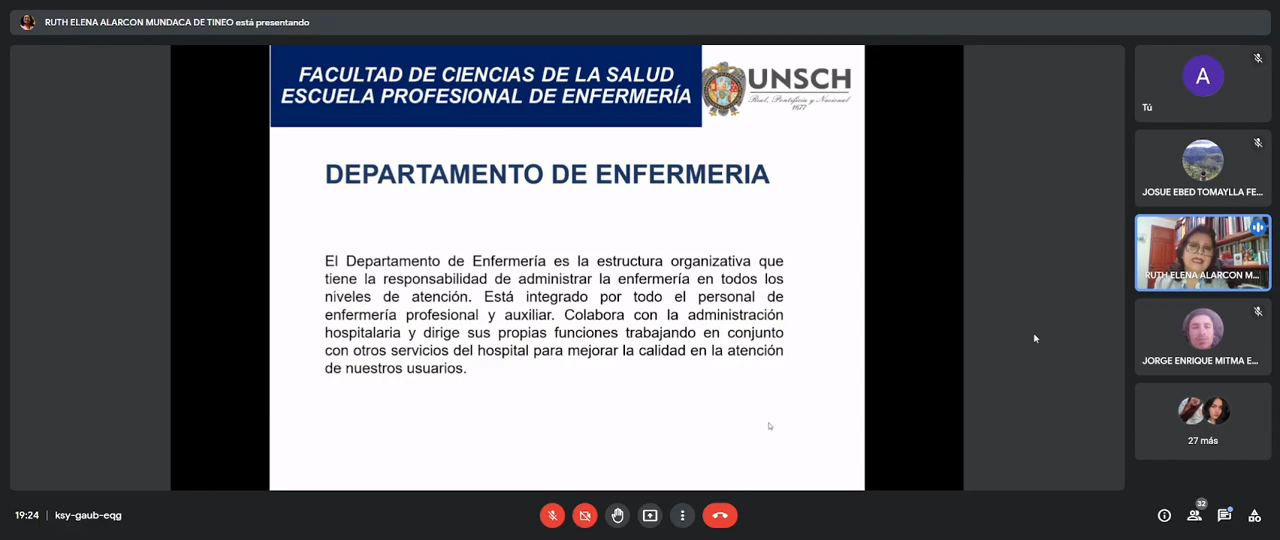 RUTH ELENA ALARCON MUNDACA DE TINEO está presentando
FACULTAD DE CIENCIAS DE LA SALUD
ESCUELA PROFESIONAL DE ENFERMERÍA
UNSCH
Real, Pontificia y Nacional
1677
DEPARTAMENTO DE ENFERMERIA
El Departamento de Enfermería es la estructura organizativa que
tiene la responsabilidad de administrar la enfermería en todos los
niveles de atención. Está integrado por todo el personal de
enfermería profesional y auxiliar. Colabora con la administración
hospitalaria y dirige sus propias funciones trabajando en conjunto
con otros servicios del hospital para mejorar la calidad en la atención
de nuestros usuarios.
A
Tú
JOSUE EBED TOMAYLLA FE...
RUTH ELENA ALARCON M...
JORGE ENRIQUE MITMA E...
27 más
19:24 | ksy-gaub-eqg
32